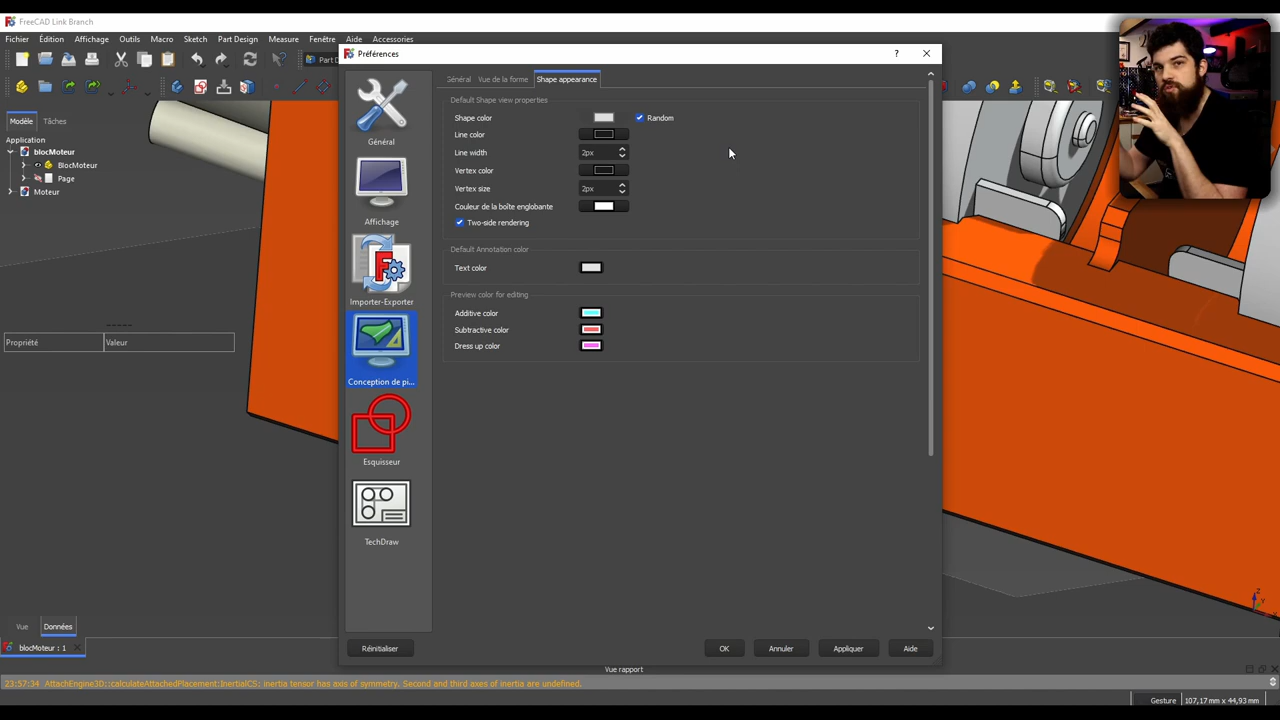 FreeCAD Link Branch
Fichier Édition Affichage Outils Macro Sketch Part Design Measure Fenêtre Aide Accessories
Préférences
? 
Part D
Général Vue de la forme Shape appearance
Modèle Tâches
Application
blocMoteur
BlocMoteur
Page
Moteur
Propriété Valeur
Vue Données
blocMoteur : 1
Général
Affichage
Importer-Exporter
Conception de pi...
Esquisseur
TechDraw
Default Shape view properties
Shape color Random
Line color
Line width 2px
Vertex color
Vertex size 2px
Couleur de la boîte englobante
Two-side rendering
Default Annotation color
Text color
Preview color for editing
Additive color
Subtractive color
Dress up color
Réinitialiser OK Annuler Appliquer Aide
Vue rapport
23:57:34 AttachEngine3D::calculateAttachedPlacement:InertialCS: inertia tensor has axis of symmetry. Second and third axes of inertia are undefined.
Gesture 107,17 mm x 44,93 mm
Z
Y